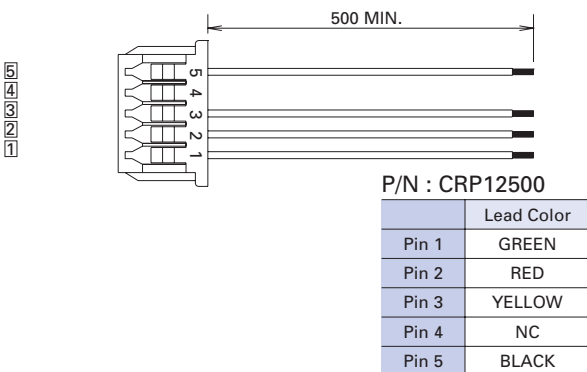 500 MIN.
5
4
3
2
1
5
4
3
2
1
P/N : CRP12500
Lead Color
Pin 1 GREEN
Pin 2 RED
Pin 3 YELLOW
Pin 4 NC
Pin 5 BLACK